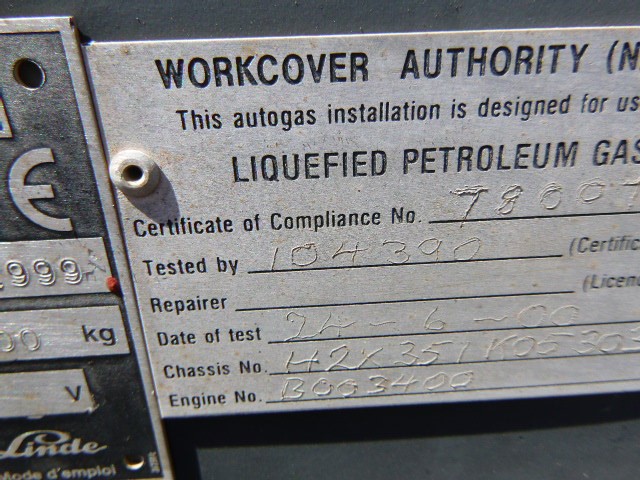 WORKCOVER AUTHORITY (N
This autogas installation is designed for us
LIQUEFIED PETROLEUM GAS
Certificate of Compliance No. 78007
Tested by 104390 (Certific
Repairer (Licen
Date of test 24-6-00
Chassis No. H2X351K05303
Engine No. B003400
CE
1999
00 kg
V
Linde
Mode d'emploi